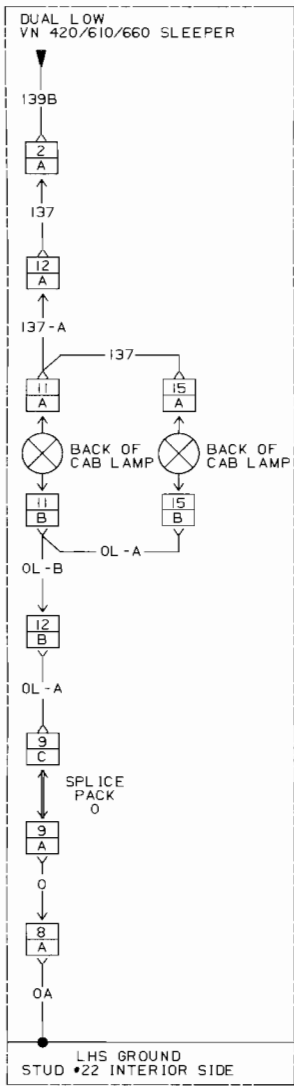 DUAL LOW
VN 420/610/660 SLEEPER
139B
2
A
137
12
A
137-A
137
11
A
15
A
BACK OF
CAB LAMP
BACK OF
CAB LAMP
11
B
15
B
OL-A
OL-B
12
B
OL-A
9
C
SPLICE
PACK
O
9
A
O
8
A
OA
LHS GROUND
STUD #22 INTERIOR SIDE